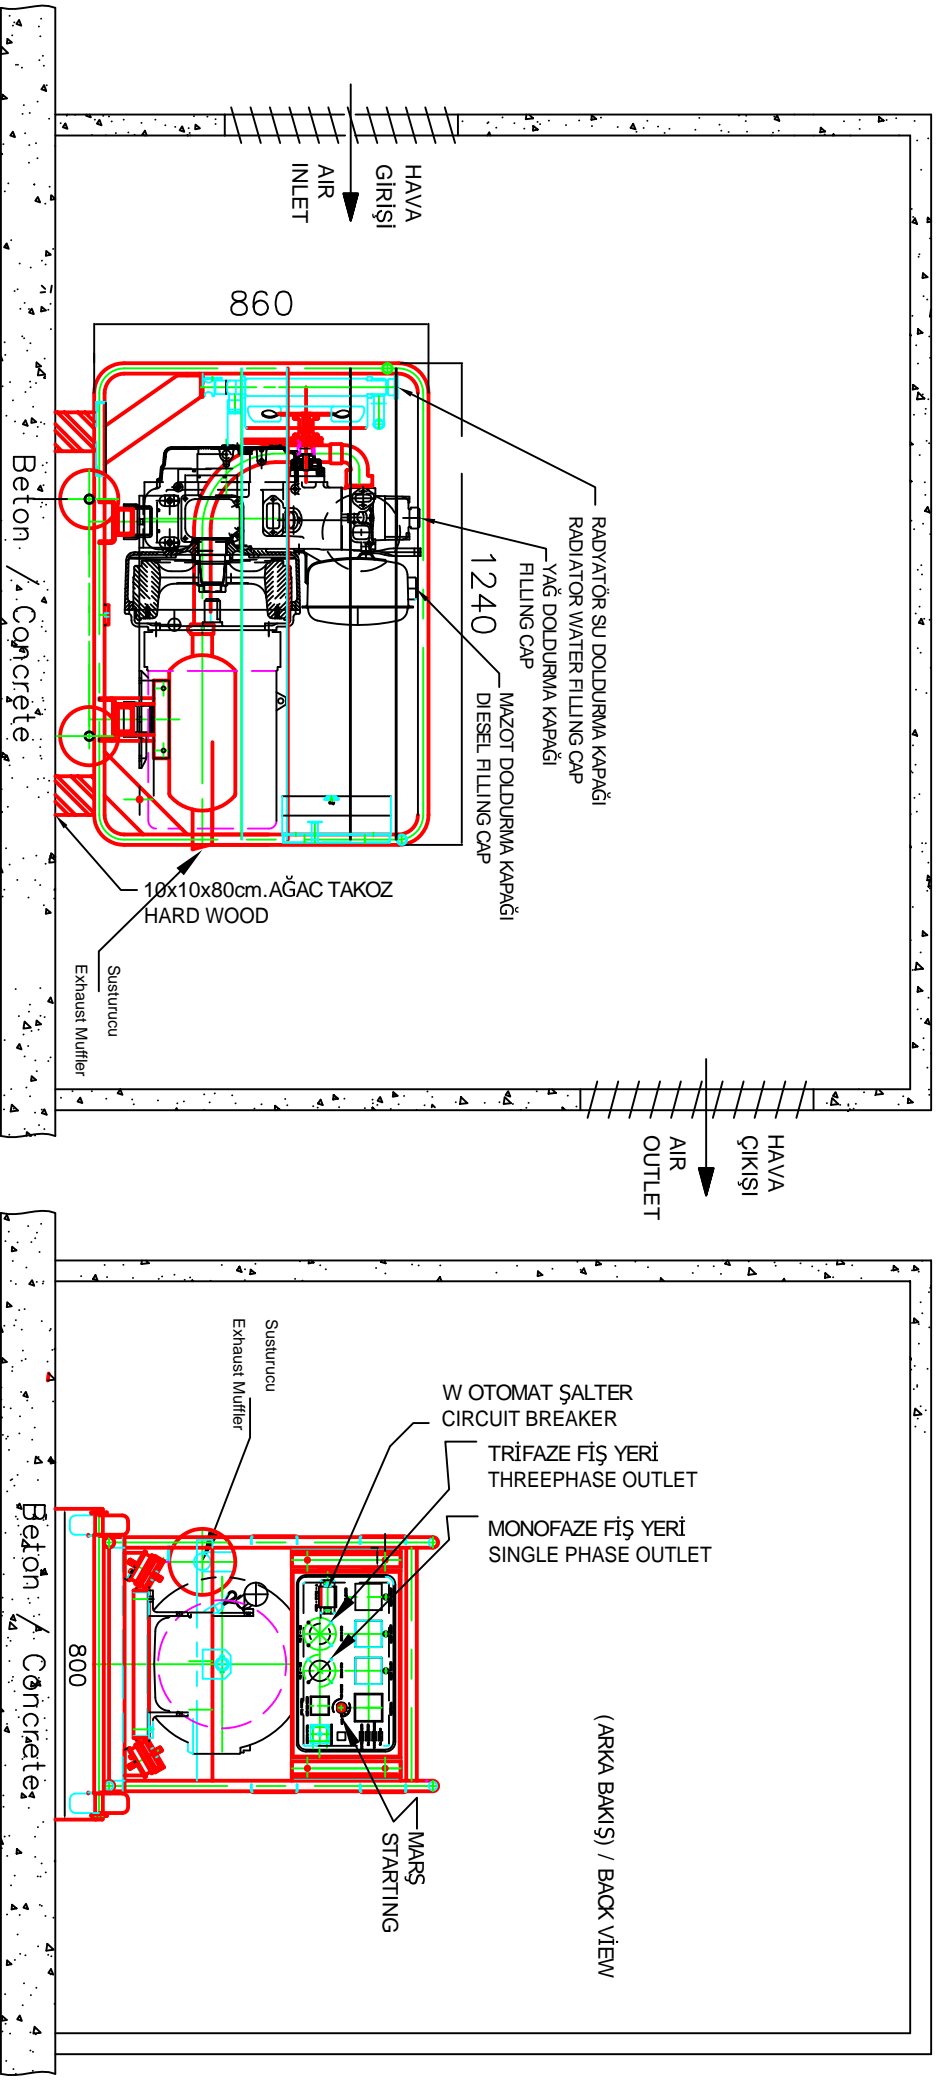 HAVA
GİRİŞİ
AIR
INLET
860
1240
RADYATÖR SU DOLDURMA KAPAĞI
RADIATOR WATER FILLING CAP
YAĞ DOLDURMA KAPAĞI
FILLING CAP
MAZOT DOLDURMA KAPAĞI
DIESEL FILLING CAP
10x10x80cm.AĞAC TAKOZ
HARD WOOD
Susturucu
Exhaust Muffler
Beton / Concrete
HAVA
ÇIKIŞI
AIR
OUTLET
(ARKA BAKIŞ) / BACK VİEW
W OTOMAT ŞALTER
CIRCUIT BREAKER
TRİFAZE FİŞ YERİ
THREEPHASE OUTLET
MONOFAZE FİŞ YERİ
SINGLE PHASE OUTLET
MARŞ
STARTING
Susturucu
Exhaust Muffler
800
Beton / Concrete